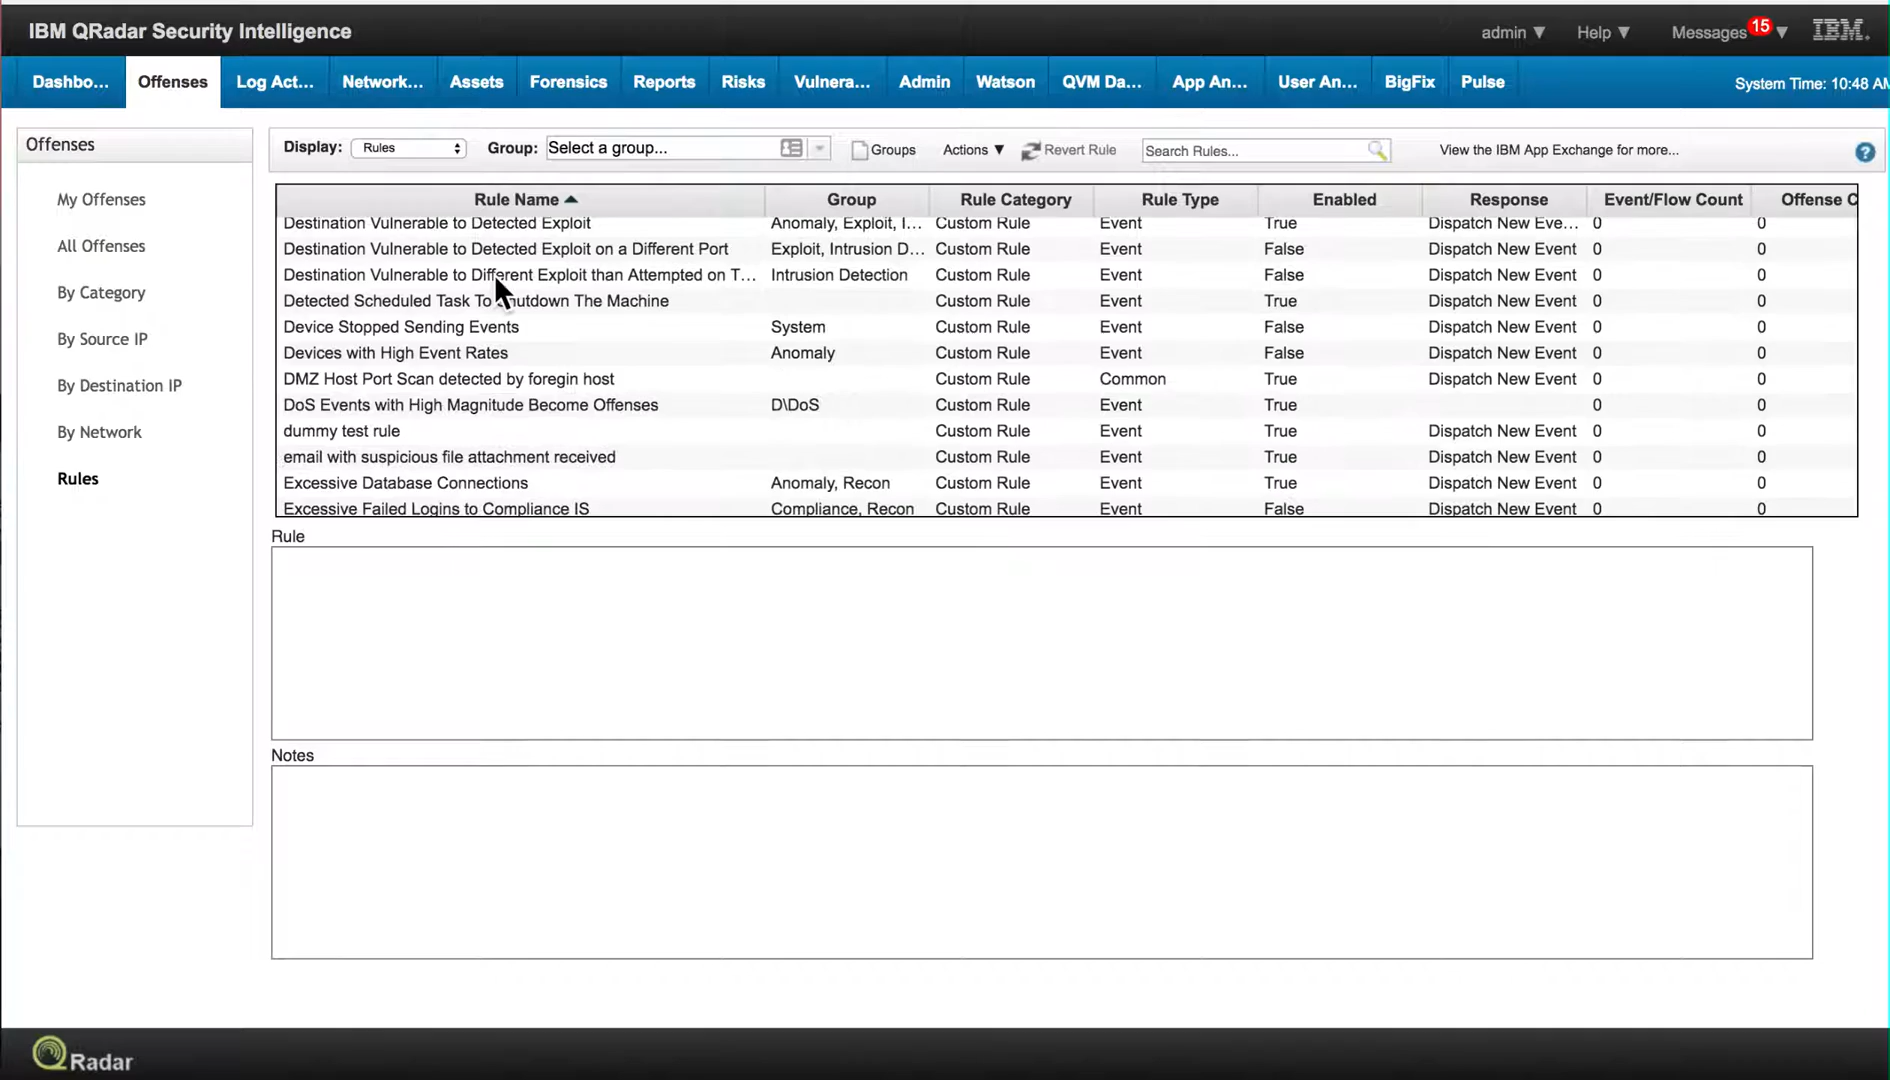 IBM QRadar Security Intelligence
admin ▼ Help ▼ Messages 15 ▼ IBM.
Dashbo... Offenses Log Act... Network... Assets Forensics Reports Risks Vulnera... Admin Watson QVM Da... App An... User An... BigFix Pulse System Time: 10:48 AM
Offenses
My Offenses
All Offenses
By Category
By Source IP
By Destination IP
By Network
Rules
Display: Rules Group: Select a group... Groups Actions ▼ Revert Rule Search Rules... View the IBM App Exchange for more... ?
Rule Name Group Rule Category Rule Type Enabled Response Event/Flow Count Offense C
Destination Vulnerable to Detected Exploit Anomaly, Exploit, I... Custom Rule Event True Dispatch New Eve... 0 0
Destination Vulnerable to Detected Exploit on a Different Port Exploit, Intrusion D... Custom Rule Event False Dispatch New Event 0 0
Destination Vulnerable to Different Exploit than Attempted on T... Intrusion Detection Custom Rule Event False Dispatch New Event 0 0
Detected Scheduled Task To Shutdown The Machine Custom Rule Event True Dispatch New Event 0 0
Device Stopped Sending Events System Custom Rule Event False Dispatch New Event 0 0
Devices with High Event Rates Anomaly Custom Rule Event False Dispatch New Event 0 0
DMZ Host Port Scan detected by foregin host Custom Rule Common True Dispatch New Event 0 0
DoS Events with High Magnitude Become Offenses D\DoS Custom Rule Event True 0 0
dummy test rule Custom Rule Event True Dispatch New Event 0 0
email with suspicious file attachment received Custom Rule Event True Dispatch New Event 0 0
Excessive Database Connections Anomaly, Recon Custom Rule Event True Dispatch New Event 0 0
Excessive Failed Logins to Compliance IS Compliance, Recon Custom Rule Event False Dispatch New Event 0 0
Rule
Notes
QRadar